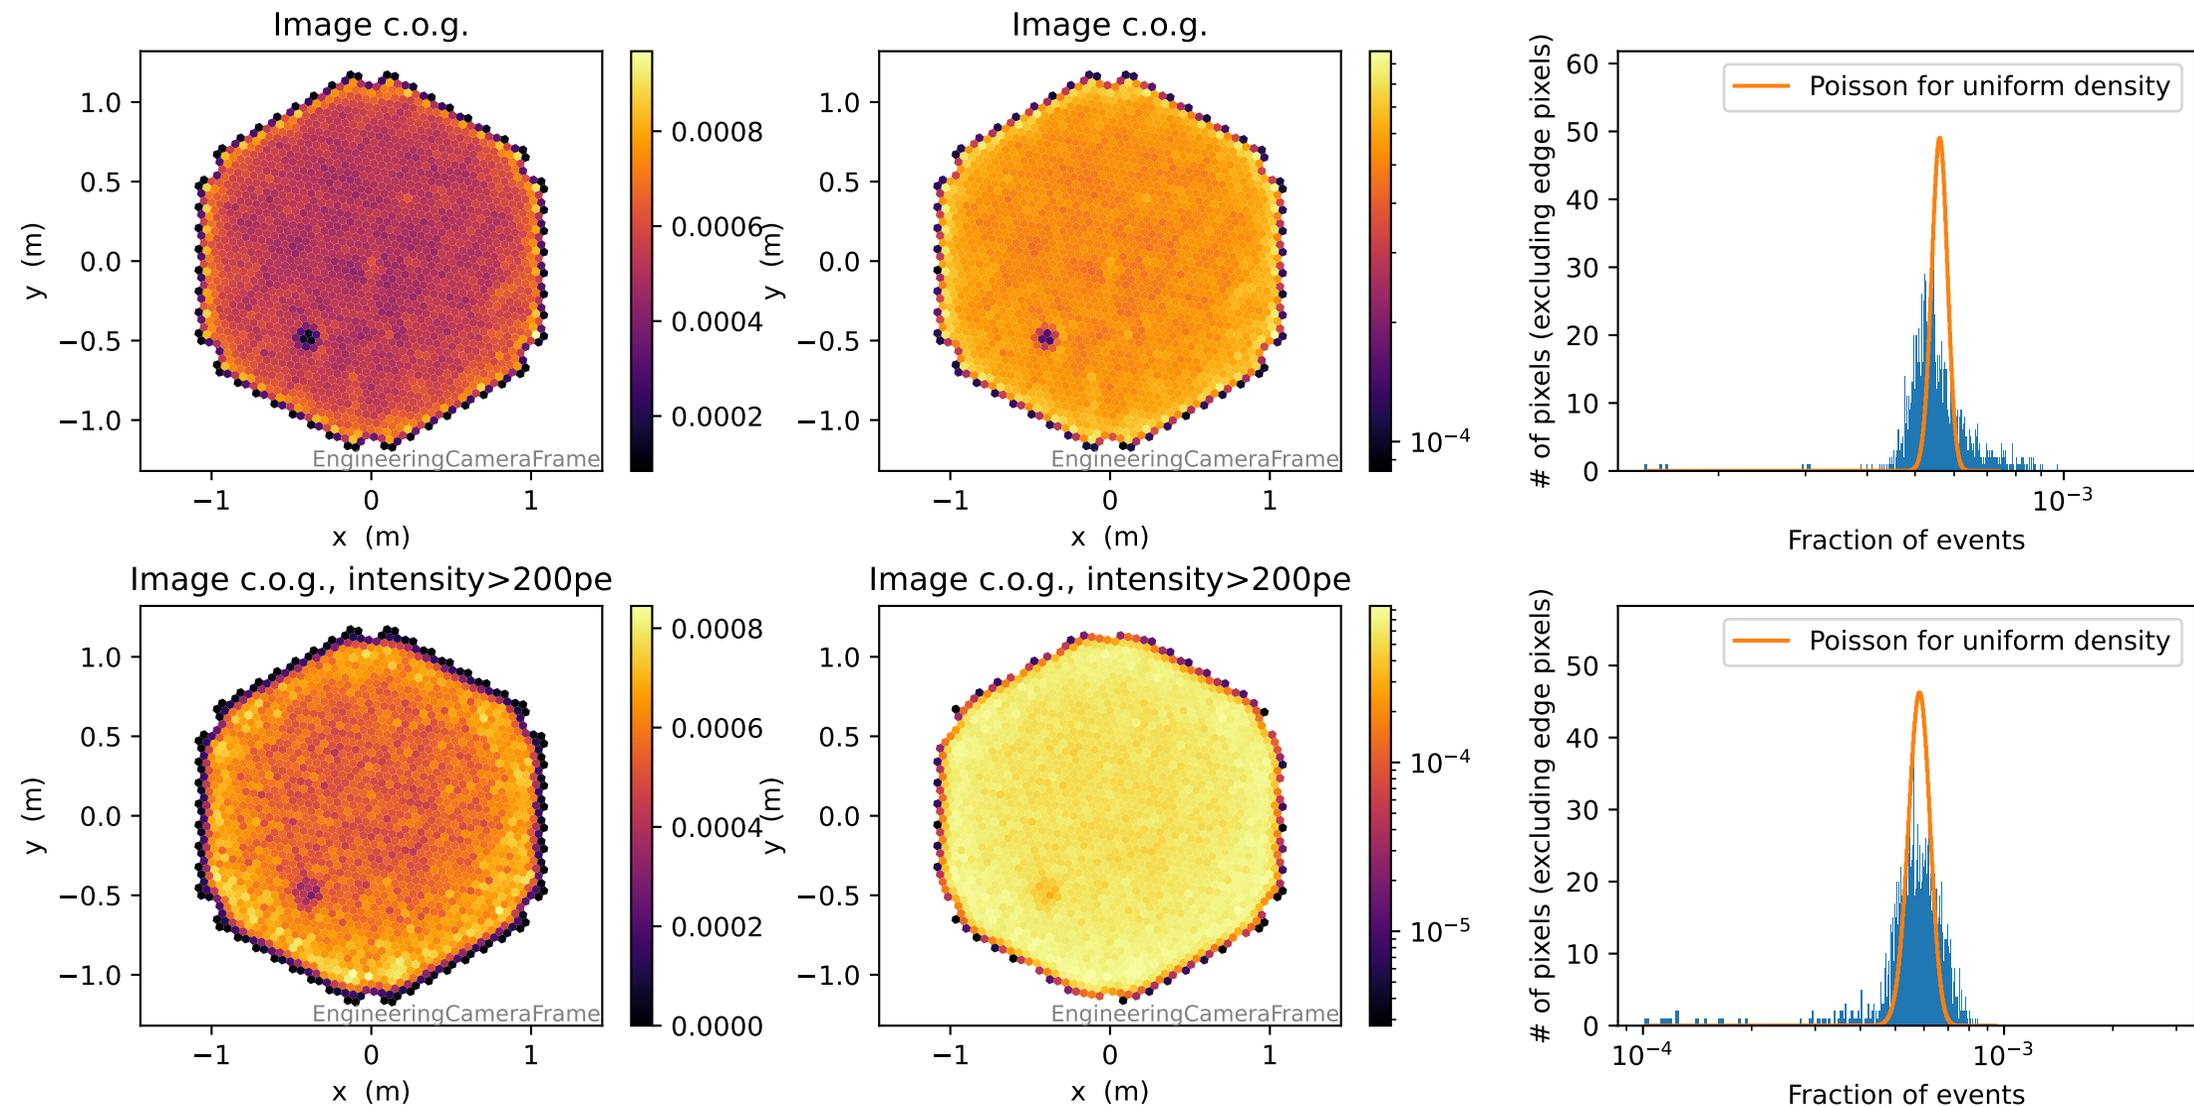 Image c.o.g.
1.0
0.5
0.0
−0.5
−1.0
y (m)
−1 0 1
x (m)
EngineeringCameraFrame
0.0008
0.0006
0.0004
0.0002
Image c.o.g.
1.0
0.5
0.0
−0.5
−1.0
y (m)
−1 0 1
x (m)
EngineeringCameraFrame
10⁻⁴
# of pixels (excluding edge pixels)
60
50
40
30
20
10
0
Poisson for uniform density
10⁻³
Fraction of events
Image c.o.g., intensity>200pe
1.0
0.5
0.0
−0.5
−1.0
y (m)
−1 0 1
x (m)
EngineeringCameraFrame
0.0008
0.0006
0.0004
0.0002
0.0000
Image c.o.g., intensity>200pe
1.0
0.5
0.0
−0.5
−1.0
y (m)
−1 0 1
x (m)
EngineeringCameraFrame
10⁻⁴
10⁻⁵
# of pixels (excluding edge pixels)
50
40
30
20
10
0
Poisson for uniform density
10⁻⁴ 10⁻³
Fraction of events